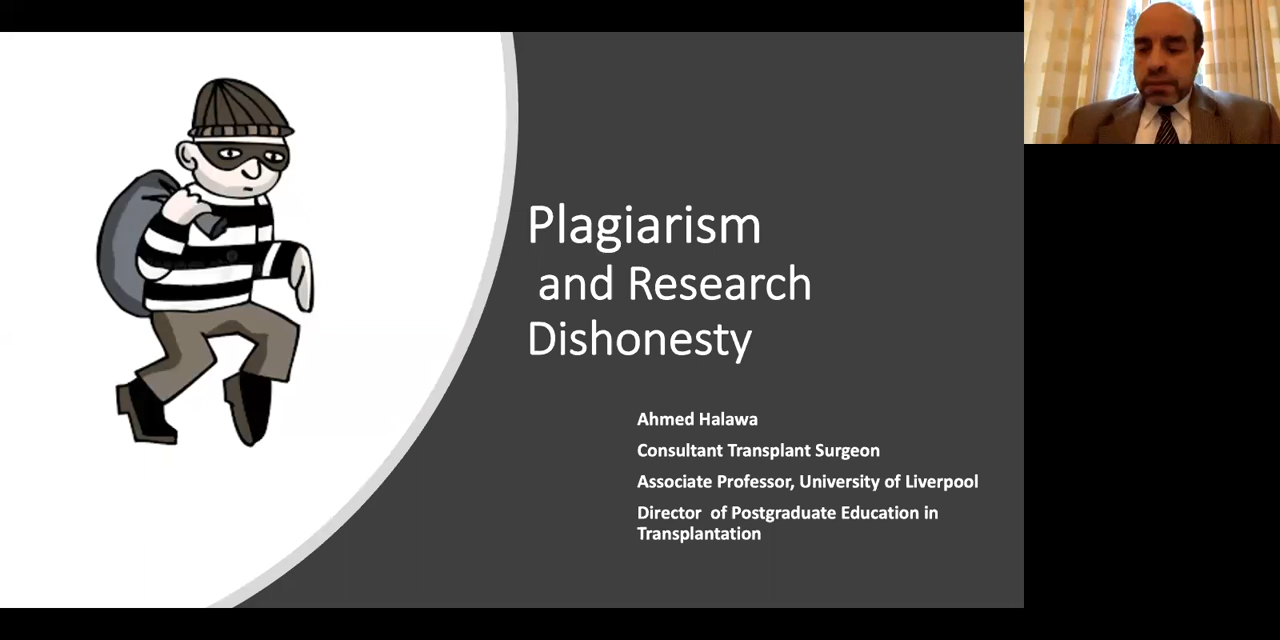 Plagiarism
and Research
Dishonesty
Ahmed Halawa
Consultant Transplant Surgeon
Associate Professor, University of Liverpool
Director  of Postgraduate Education in
Transplantation